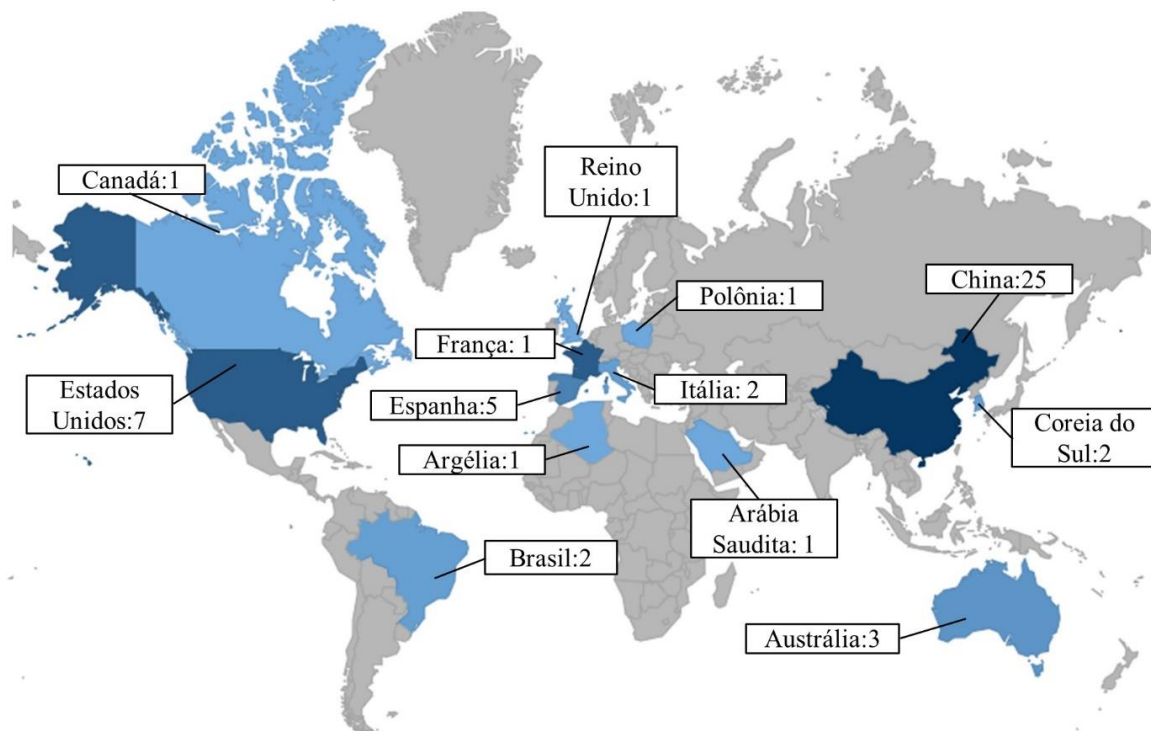 Reino
Unido:1
Canadá:1
China:25
Polônia:1
França: 1
Estados
Unidos:7
Itália: 2
Espanha:5
Coreia do
Sul:2
Argélia:1
Arábia
Saudita: 1
Brasil:2
Austrália:3